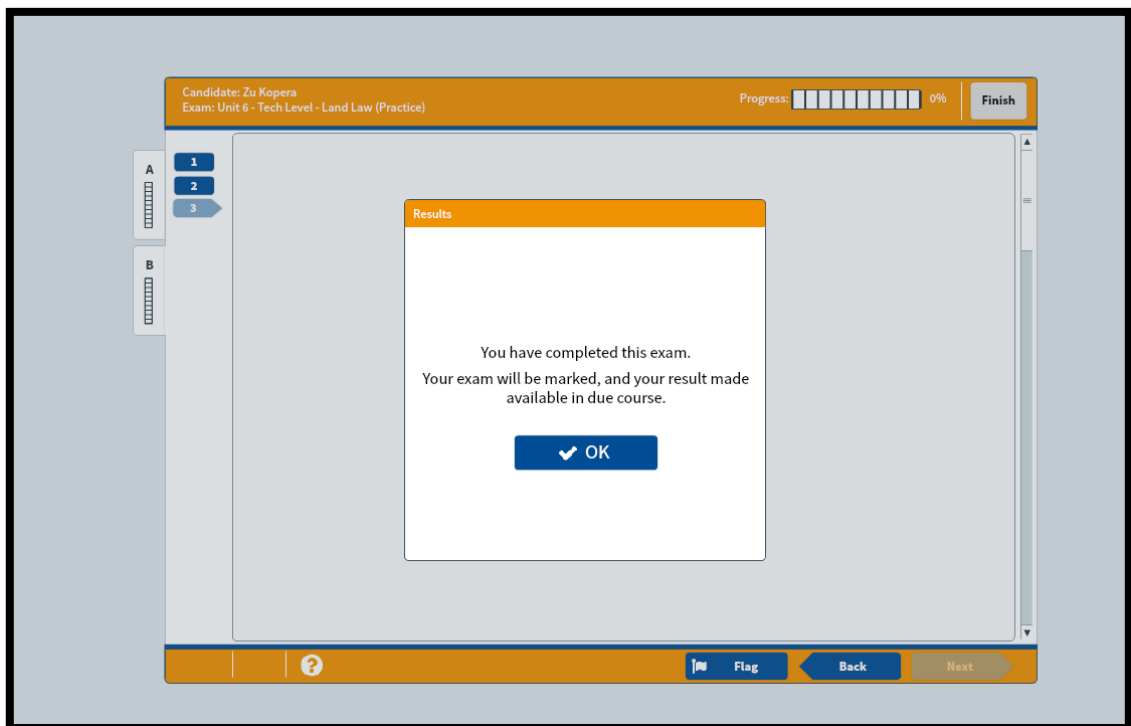 Candidate: Zu Kopera
Exam: Unit 6 - Tech Level - Land Law (Practice)
Progress: 0%
Finish
A
B
1
2
3
Results
You have completed this exam.
Your exam will be marked, and your result made
available in due course.
OK
?
Flag
Back
Next